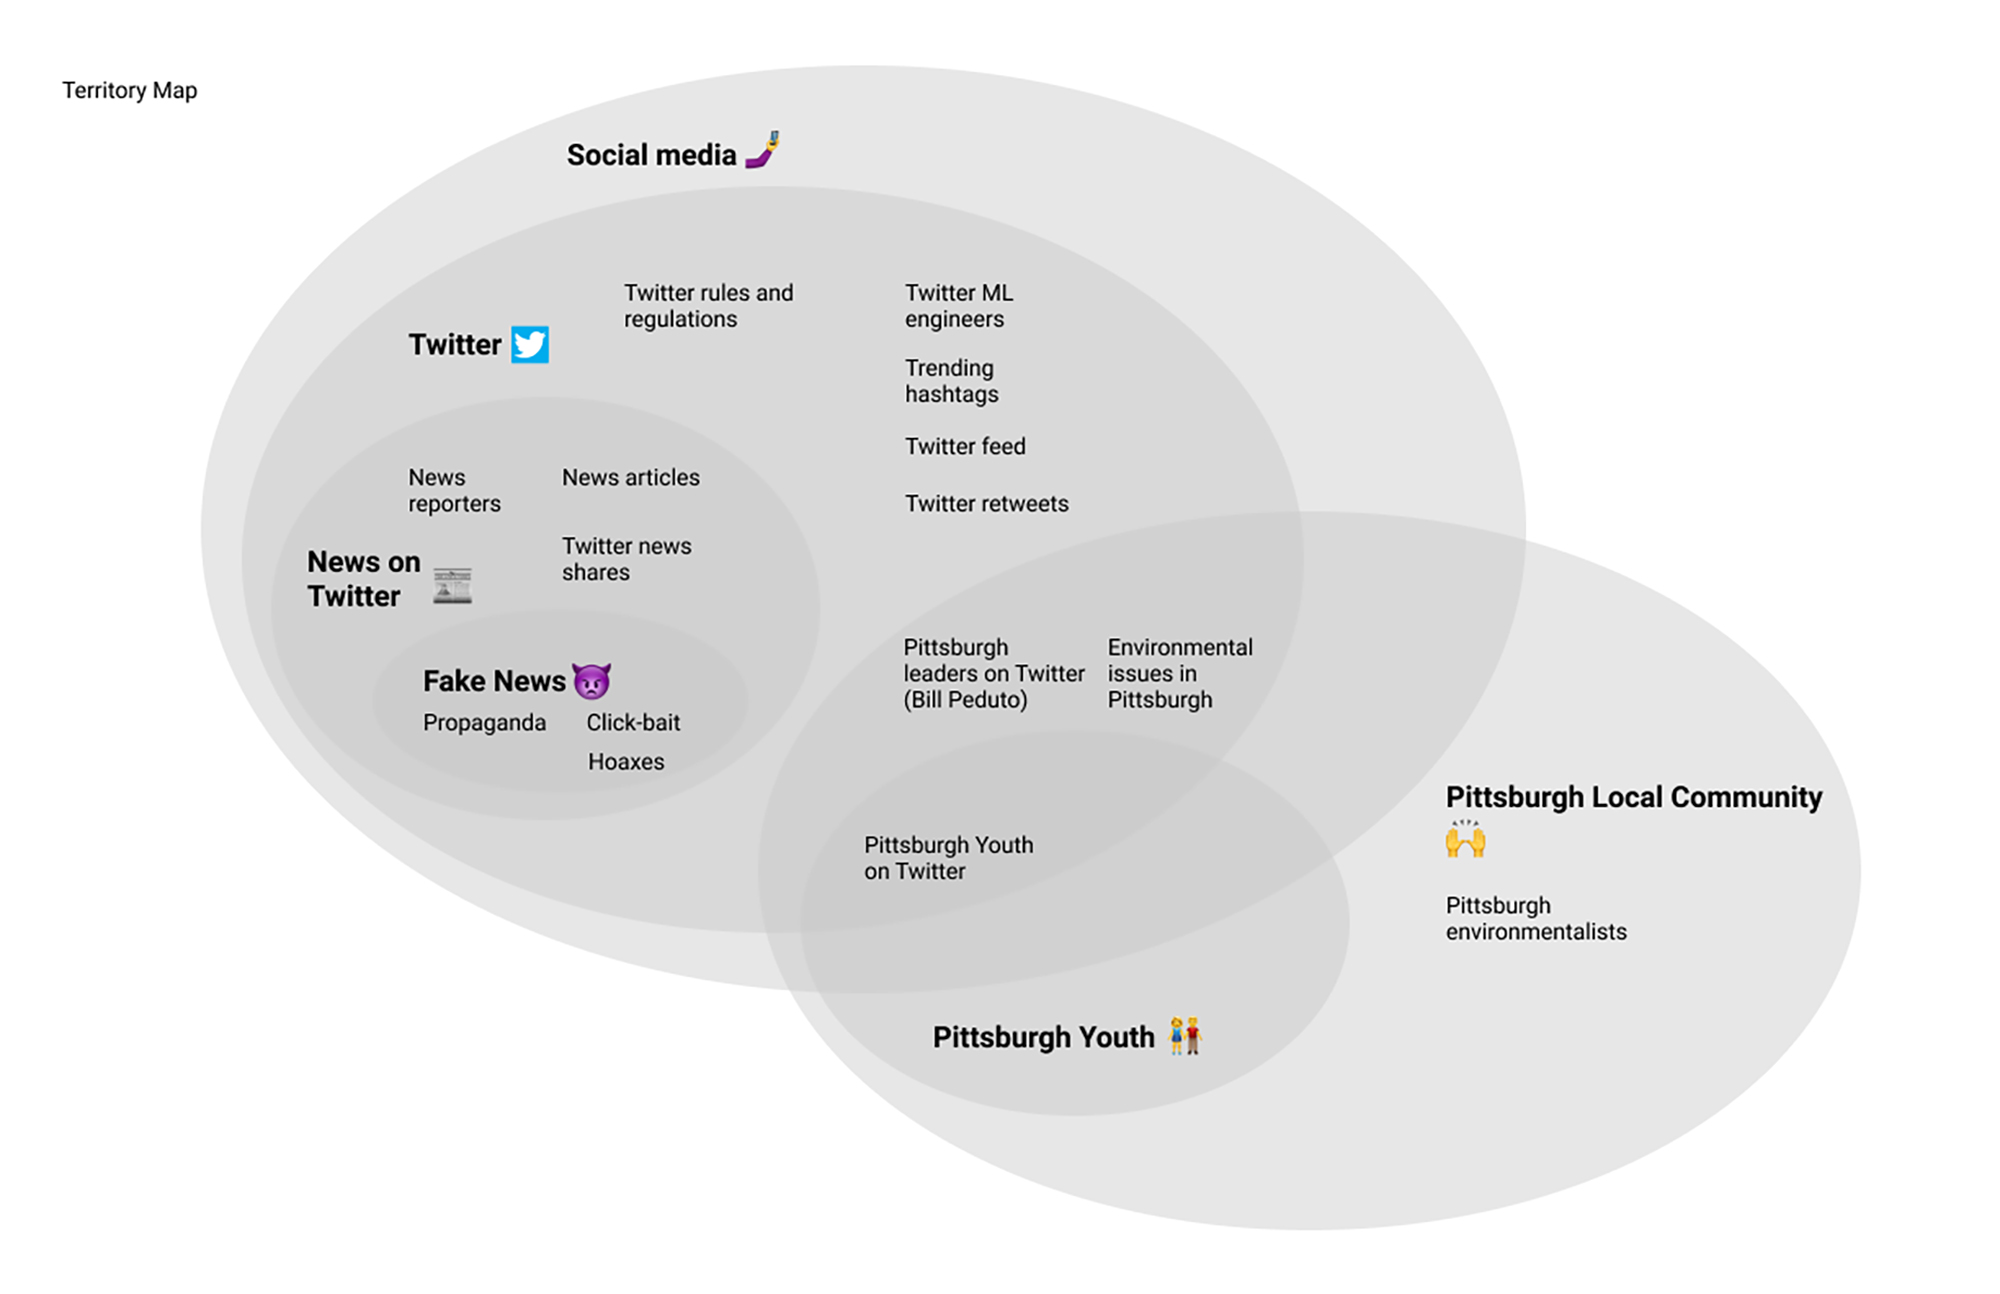 Territory Map
Social media
Twitter rules and
regulations
Twitter ML
engineers
Twitter
Trending
hashtags
Twitter feed
Twitter retweets
News
reporters
News articles
Twitter news
shares
News on
Twitter
Fake News
Propaganda
Click-bait
Hoaxes
Pittsburgh
leaders on Twitter
(Bill Peduto)
Environmental
issues in
Pittsburgh
Pittsburgh Local Community
Pittsburgh Youth
on Twitter
Pittsburgh
environmentalists
Pittsburgh Youth